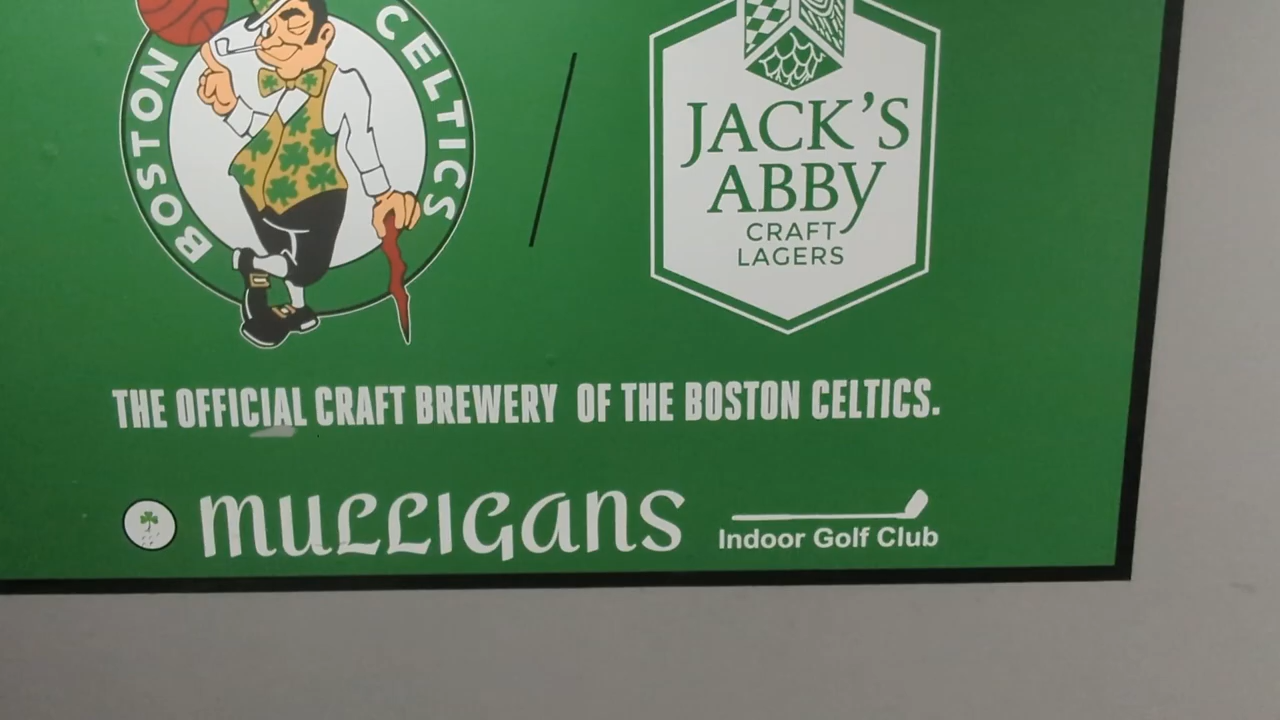 BOSTON CELTICS
JACK'S
ABBY
CRAFT
LAGERS
THE OFFICIAL CRAFT BREWERY OF THE BOSTON CELTICS.
MULLIGANS
Indoor Golf Club